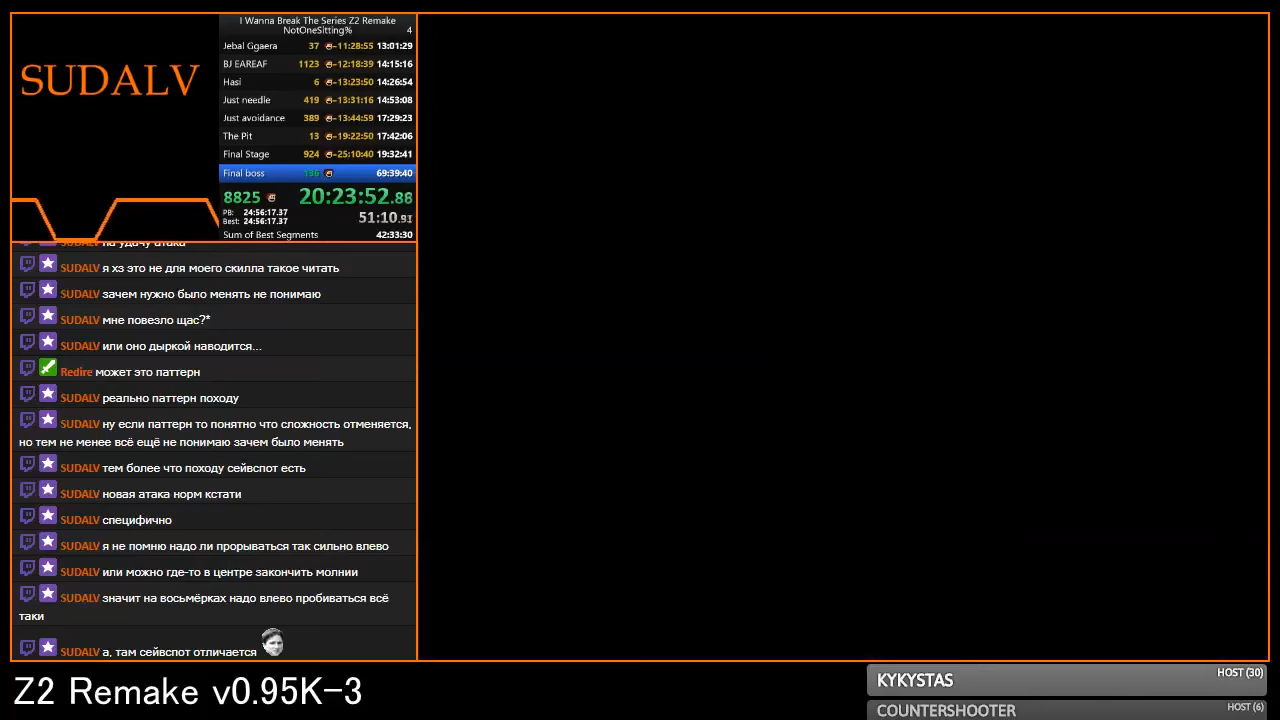 SUDALV
I Wanna Break The Series Z2 Remake
NotOneSitting% 4
Jebal Ggaera 37 -11:28:55 13:01:29
BJ EAREAF 1123 -12:18:39 14:15:16
Hasi 6 -13:23:50 14:26:54
Just needle 419 -13:31:16 14:53:08
Just avoidance 389 -13:44:59 17:29:23
The Pit 13 -19:22:50 17:42:06
Final Stage 924 -25:10:40 19:32:41
Final boss 136 69:39:40
8825 20:23:52.88
PB: 24:56:17.37
Best: 24:56:17.37
51:10.91
Sum of Best Segments 42:33:30
SUDALV на удачу атака
SUDALV я хз это не для моего скилла такое читать
SUDALV зачем нужно было менять не понимаю
SUDALV мне повезло щас?*
SUDALV или оно дыркой наводится...
Redire может это паттерн
SUDALV реально паттерн походу
SUDALV ну если паттерн то понятно что сложность отменяется,
но тем не менее всё ещё не понимаю зачем было менять
SUDALV тем более что походу сейвспот есть
SUDALV новая атака норм кстати
SUDALV специфично
SUDALV я не помню надо ли прорываться так сильно влево
SUDALV или можно где-то в центре закончить молнии
SUDALV значит на восьмёрках надо влево пробиваться всё
таки
SUDALV а, там сейвспот отличается
Z2 Remake v0.95K-3
KYKYSTAS HOST (30)
COUNTERSHOOTER HOST (6)